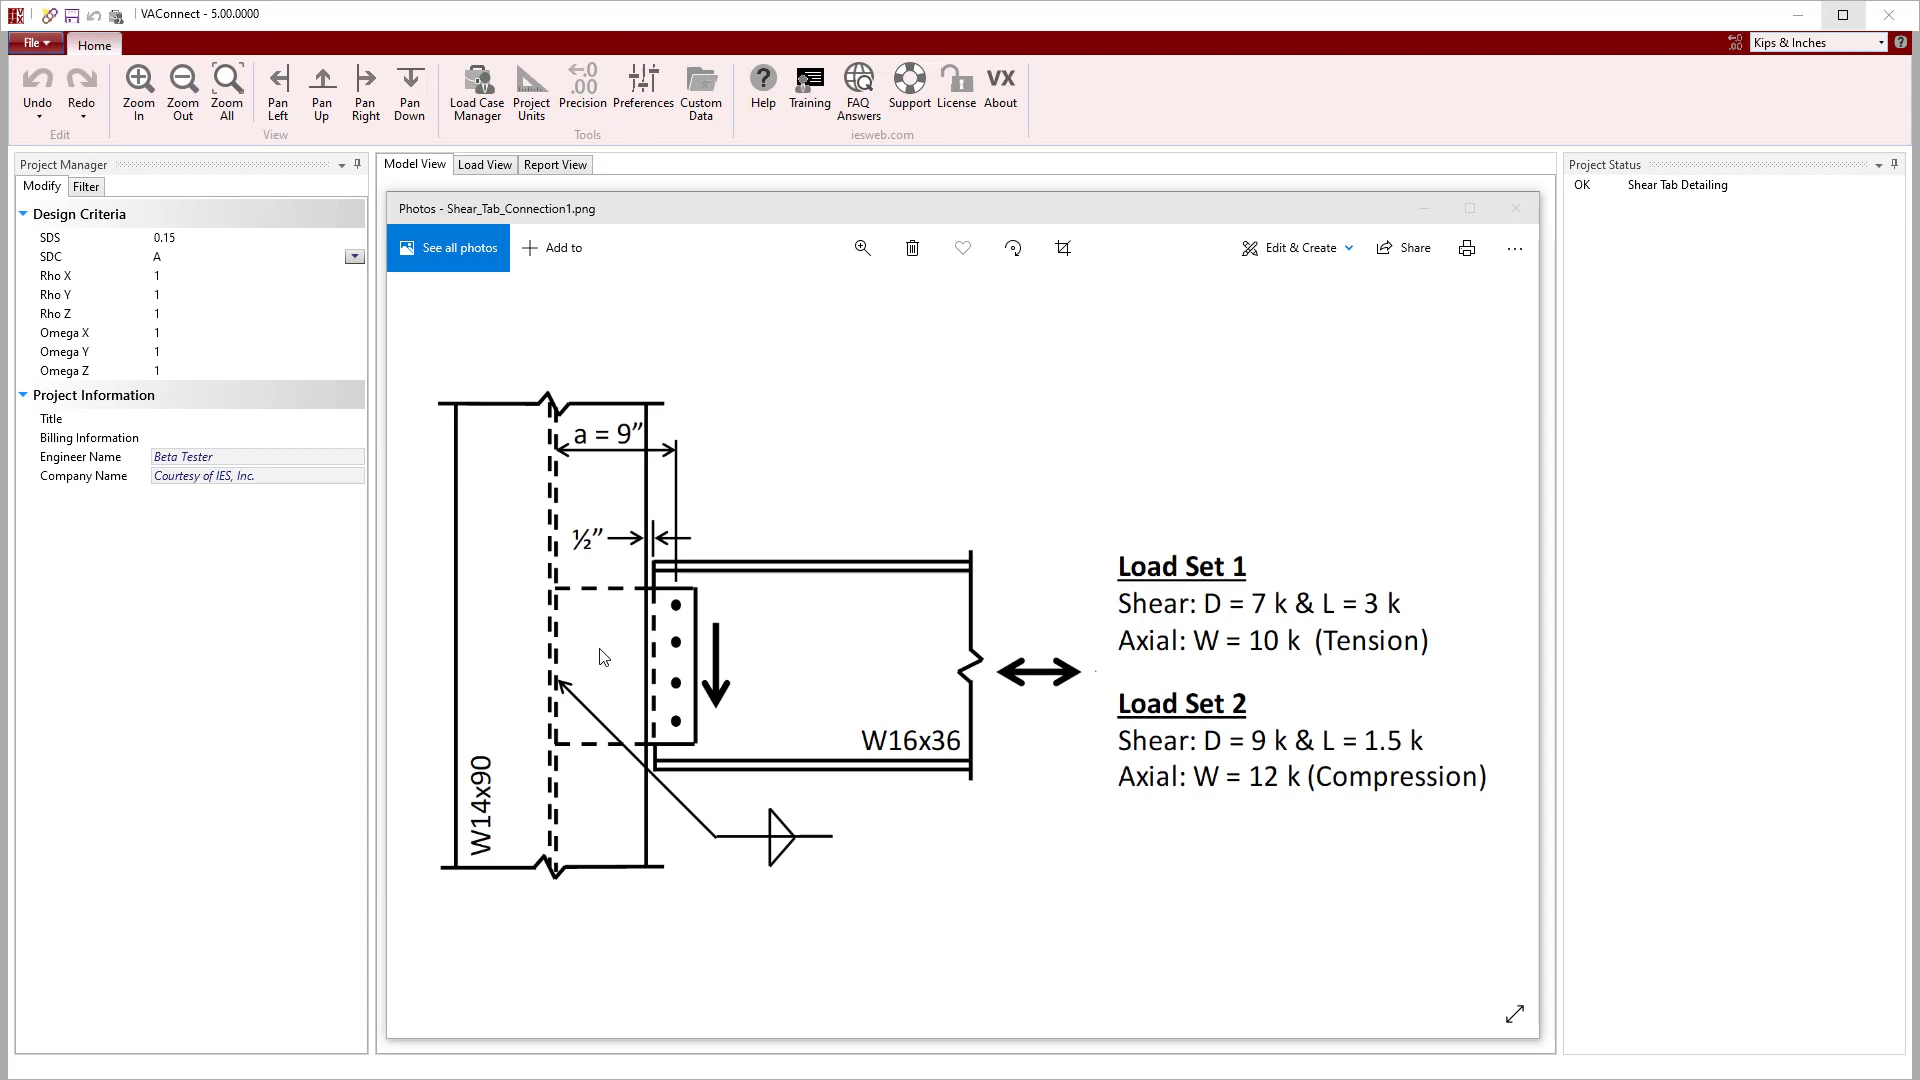 VAConnect - 5.00.0000
File
Home
Kips & Inches
Undo
Redo
Zoom In
Zoom Out
Zoom All
Pan Left
Pan Up
Pan Right
Pan Down
Load Case Manager
Project Units
.0
.00
Precision
Preferences
Custom Data
Help
Training
FAQ Answers
Support
License
VX
About
Edit
View
Tools
iesweb.com
Project Manager
Modify
Filter
Design Criteria
SDS 0.15
SDC A
Rho X 1
Rho Y 1
Rho Z 1
Omega X 1
Omega Y 1
Omega Z 1
Project Information
Title
Billing Information
Engineer Name Beta Tester
Company Name Courtesy of IES, Inc.
Model View
Load View
Report View
Photos - Shear_Tab_Connection1.png
See all photos
Add to
Edit & Create
Share
a = 9”
½”
W14x90
W16x36
Load Set 1
Shear: D = 7 k & L = 3 k
Axial: W = 10 k (Tension)
Load Set 2
Shear: D = 9 k & L = 1.5 k
Axial: W = 12 k (Compression)
Project Status
OK Shear Tab Detailing